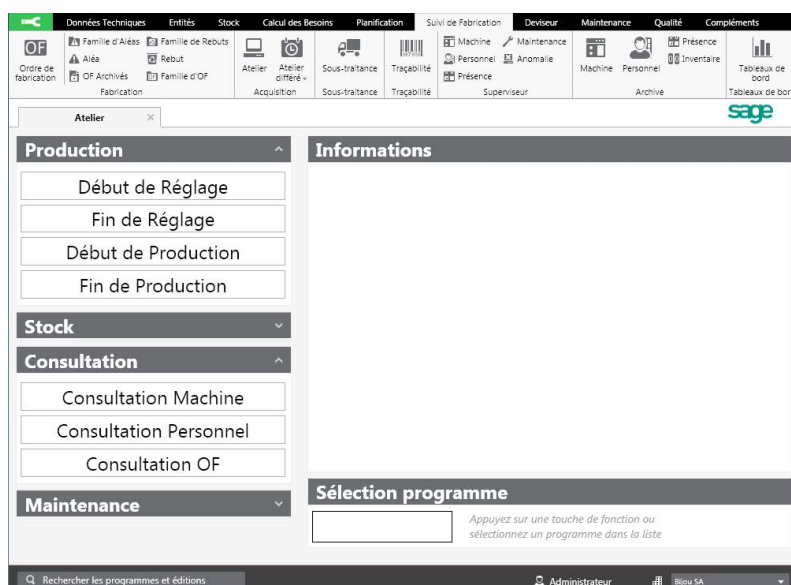 Données Techniques Entités Stock Calcul des Besoins Planification Suivi de Fabrication Deviseur Maintenance Qualité Compléments
OF
Ordre de fabrication
Famille d'Aléas Famille de Rebuts
Aléa Rebut
OF Archivés Famille d'OF
Fabrication
Atelier
Atelier différé
Acquisition
Sous-traitance
Sous-traitance
Traçabilité
Traçabilité
Machine Maintenance
Personnel Anomalie
Présence
Superviseur
Machine
Personnel
Présence
Inventaire
Archive
Tableaux de bord
Tableaux de bor
Atelier
sage
Production
Début de Réglage
Fin de Réglage
Début de Production
Fin de Production
Stock
Consultation
Consultation Machine
Consultation Personnel
Consultation OF
Maintenance
Informations
Sélection programme
Appuyez sur une touche de fonction ou
sélectionnez un programme dans la liste
Rechercher les programmes et éditions
Administrateur
Bijou SA